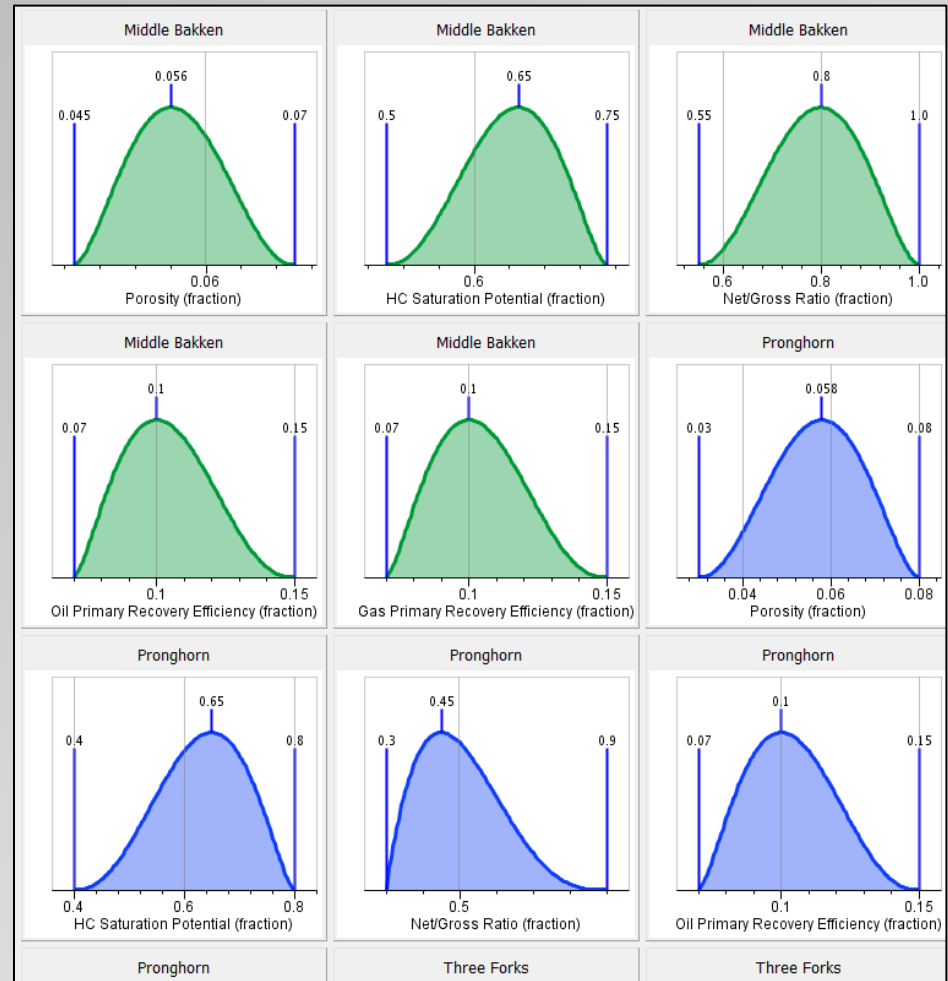 Middle Bakken
0.045 0.056 0.07
0.06
Porosity (fraction)
Middle Bakken
0.5 0.65 0.75
0.6
HC Saturation Potential (fraction)
Middle Bakken
0.55 0.8 1.0
0.6 0.8 1.0
Net/Gross Ratio (fraction)
Middle Bakken
0.07 0.1 0.15
0.1 0.15
Oil Primary Recovery Efficiency (fraction)
Middle Bakken
0.07 0.1 0.15
0.1 0.15
Gas Primary Recovery Efficiency (fraction)
Pronghorn
0.03 0.058 0.08
0.04 0.06 0.08
Porosity (fraction)
Pronghorn
0.4 0.65 0.8
0.4 0.6 0.8
HC Saturation Potential (fraction)
Pronghorn
0.3 0.45 0.9
0.5
Net/Gross Ratio (fraction)
Pronghorn
0.07 0.1 0.15
0.1 0.15
Oil Primary Recovery Efficiency (fraction)
Pronghorn
Three Forks
Three Forks